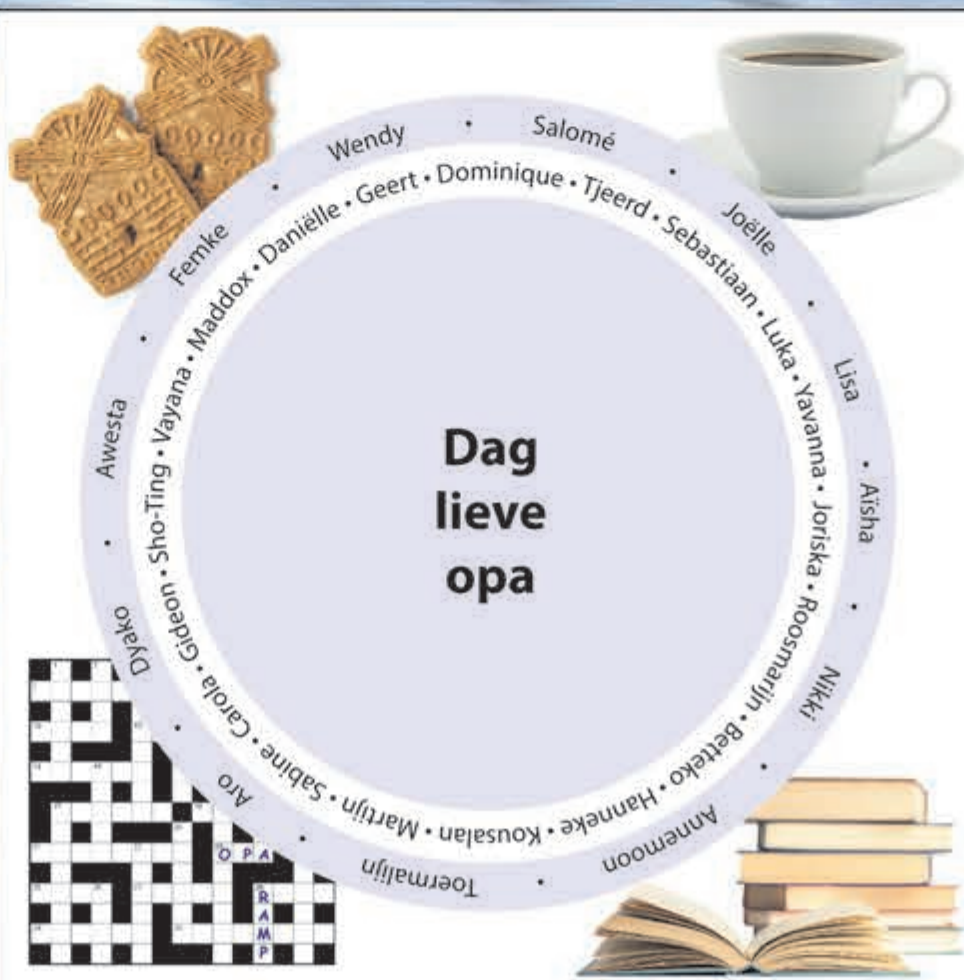 Wendy • Salomé • Joëlle • Lisa • Aïsha • Nikki • Annemoon • Toermalijn • Aro • Dyako • Awesta • Femke •
Dominique • Tjeerd • Sebastiaan • Luka • Yavanna • Joriska • Roosmarijn • Betteko • Hanneke • Kousalan • Martijn • Sabine • Carola • Gideon • Sho-Ting • Vayana • Maddox • Daniëlle • Geert •
Dag
lieve
opa
OPA
RAMP